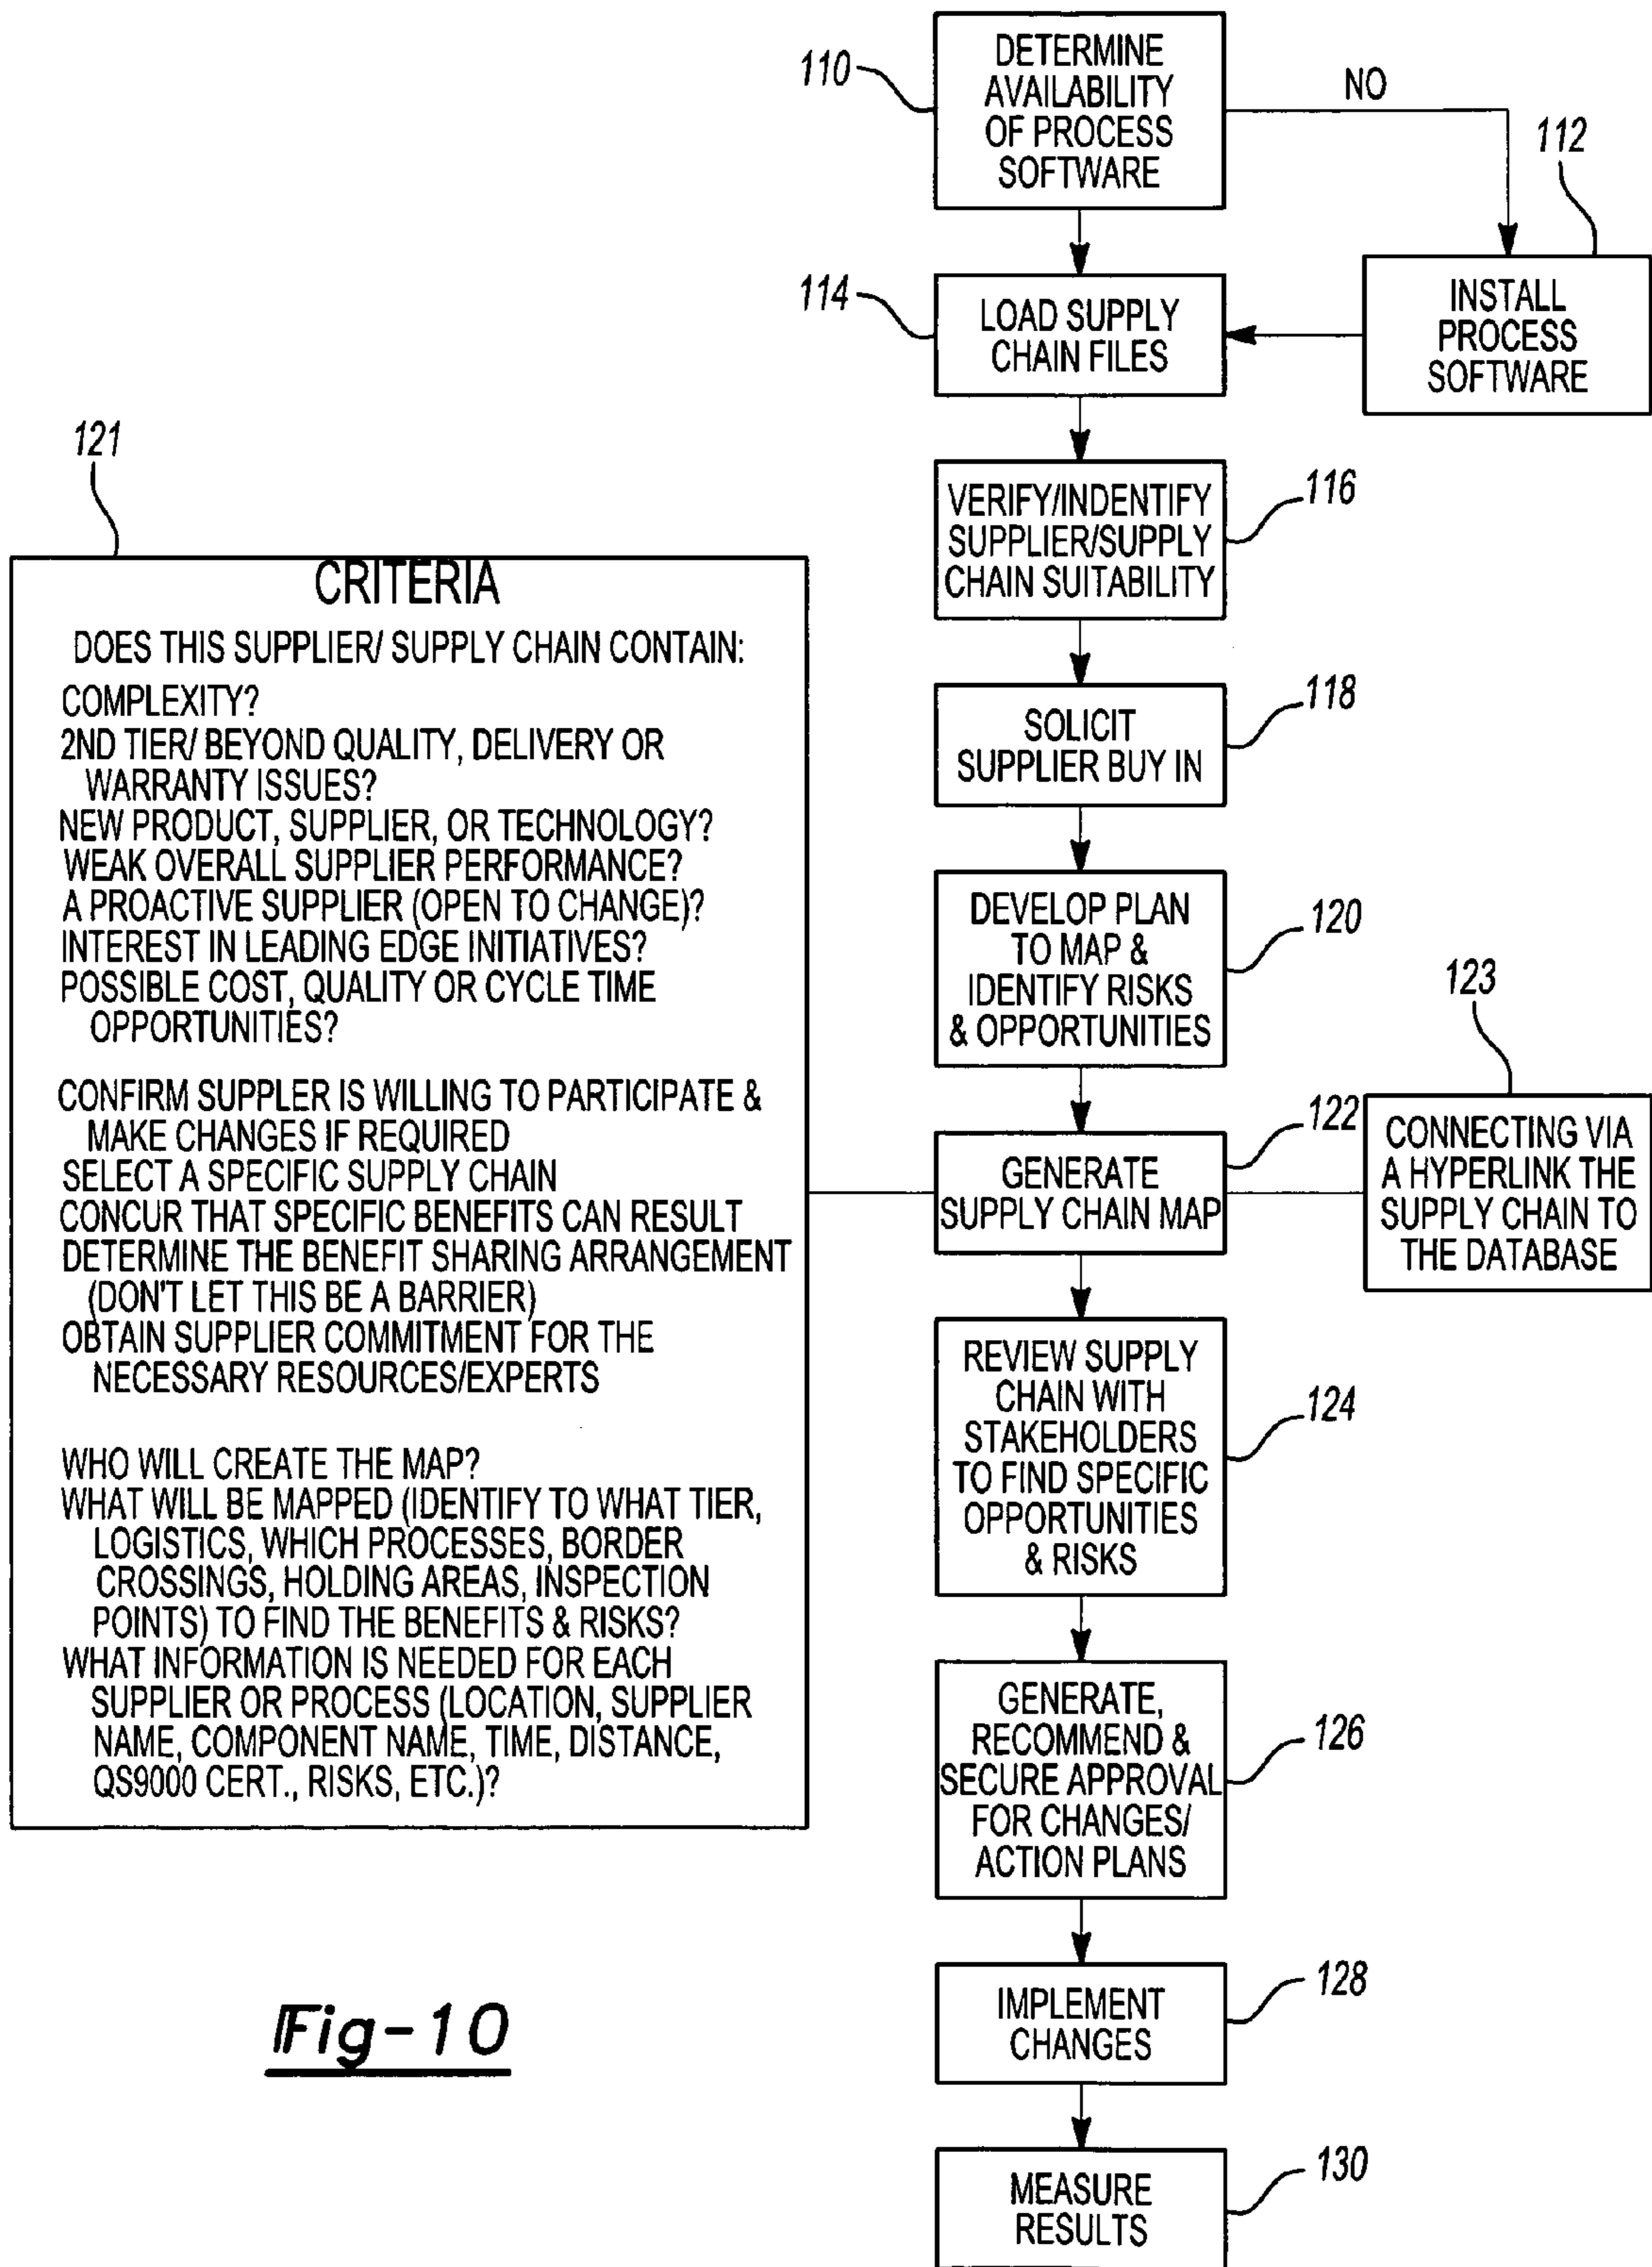 110
DETERMINE
AVAILABILITY
OF PROCESS
SOFTWARE
NO
112
INSTALL
PROCESS
SOFTWARE
114
LOAD SUPPLY
CHAIN FILES
116
VERIFY/INDENTIFY
SUPPLIER/SUPPLY
CHAIN SUITABILITY
118
SOLICIT
SUPPLIER BUY IN
120
DEVELOP PLAN
TO MAP &
IDENTIFY RISKS
& OPPORTUNITIES
121
CRITERIA
DOES THIS SUPPLIER/ SUPPLY CHAIN CONTAIN:
COMPLEXITY?
2ND TIER/ BEYOND QUALITY, DELIVERY OR
WARRANTY ISSUES?
NEW PRODUCT, SUPPLIER, OR TECHNOLOGY?
WEAK OVERALL SUPPLIER PERFORMANCE?
A PROACTIVE SUPPLIER (OPEN TO CHANGE)?
INTEREST IN LEADING EDGE INITIATIVES?
POSSIBLE COST, QUALITY OR CYCLE TIME
OPPORTUNITIES?
CONFIRM SUPPLER IS WILLING TO PARTICIPATE &
MAKE CHANGES IF REQUIRED
SELECT A SPECIFIC SUPPLY CHAIN
CONCUR THAT SPECIFIC BENEFITS CAN RESULT
DETERMINE THE BENEFIT SHARING ARRANGEMENT
(DON'T LET THIS BE A BARRIER)
OBTAIN SUPPLIER COMMITMENT FOR THE
NECESSARY RESOURCES/EXPERTS
WHO WILL CREATE THE MAP?
WHAT WILL BE MAPPED (IDENTIFY TO WHAT TIER,
LOGISTICS, WHICH PROCESSES, BORDER
CROSSINGS, HOLDING AREAS, INSPECTION
POINTS) TO FIND THE BENEFITS & RISKS?
WHAT INFORMATION IS NEEDED FOR EACH
SUPPLIER OR PROCESS (LOCATION, SUPPLIER
NAME, COMPONENT NAME, TIME, DISTANCE,
QS9000 CERT., RISKS, ETC.)?
122
GENERATE
SUPPLY CHAIN MAP
123
CONNECTING VIA
A HYPERLINK THE
SUPPLY CHAIN TO
THE DATABASE
124
REVIEW SUPPLY
CHAIN WITH
STAKEHOLDERS
TO FIND SPECIFIC
OPPORTUNITIES
& RISKS
126
GENERATE,
RECOMMEND &
SECURE APPROVAL
FOR CHANGES/
ACTION PLANS
128
IMPLEMENT
CHANGES
130
MEASURE
RESULTS
Fig-10